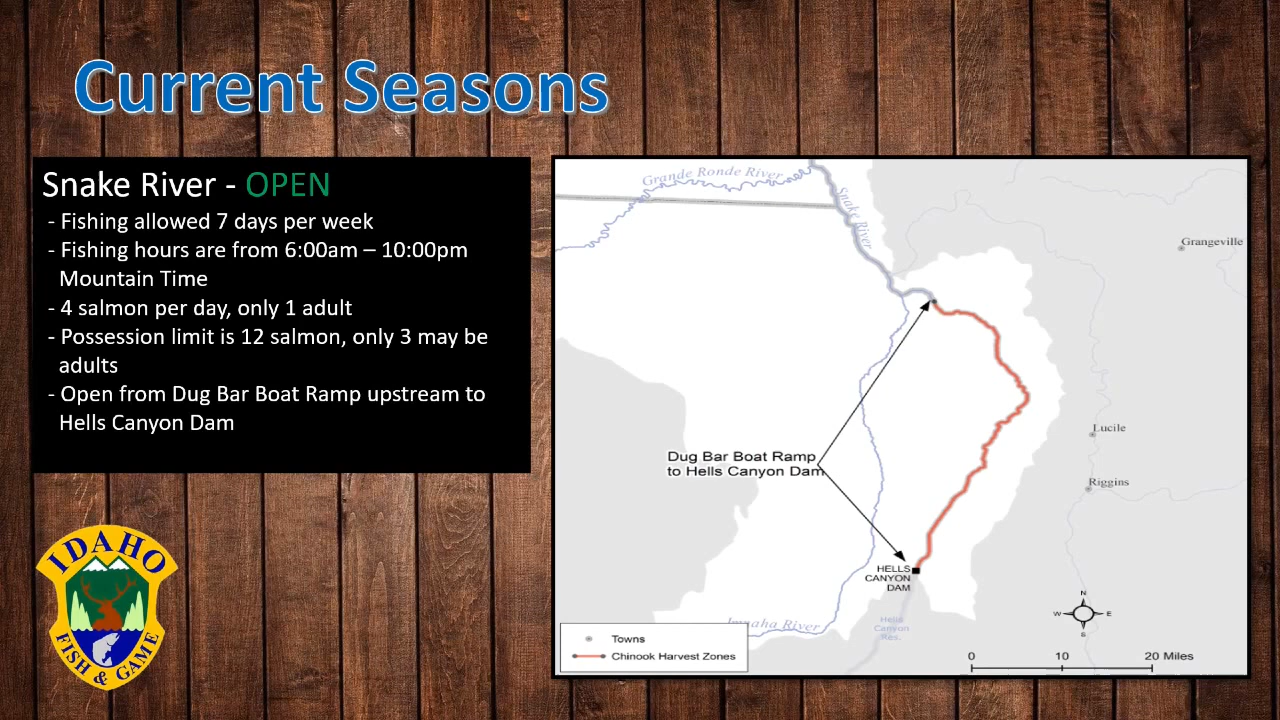 Current Seasons
Snake River - OPEN
- Fishing allowed 7 days per week
- Fishing hours are from 6:00am – 10:00pm
Mountain Time
- 4 salmon per day, only 1 adult
- Possession limit is 12 salmon, only 3 may be
adults
- Open from Dug Bar Boat Ramp upstream to
Hells Canyon Dam
Grande Ronde River
Snake River
Grangeville
Lucile
Riggins
Dug Bar Boat Ramp
to Hells Canyon Dam
HELLS
CANYON
DAM
Hells
Canyon
Res.
Imnaha River
Towns
Chinook Harvest Zones
N
W E
S
0 10 20 Miles
IDAHO
FISH & GAME